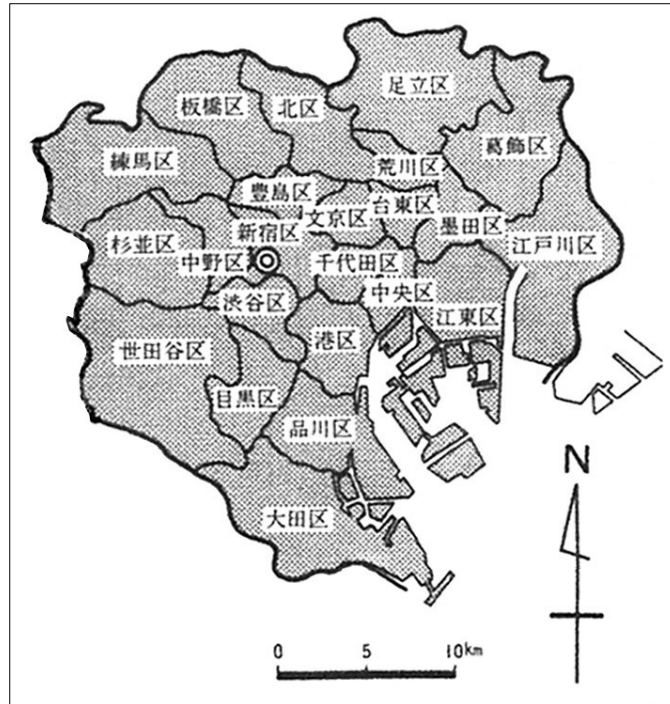 足立区
板橋区
北区
葛飾区
練馬区
荒川区
豊島区
台東区
文京区
墨田区
新宿区
杉並区
江戸川区
中野区
千代田区
中央区
渋谷区
江東区
港区
世田谷区
目黒区
品川区
N
大田区
0 5 10km